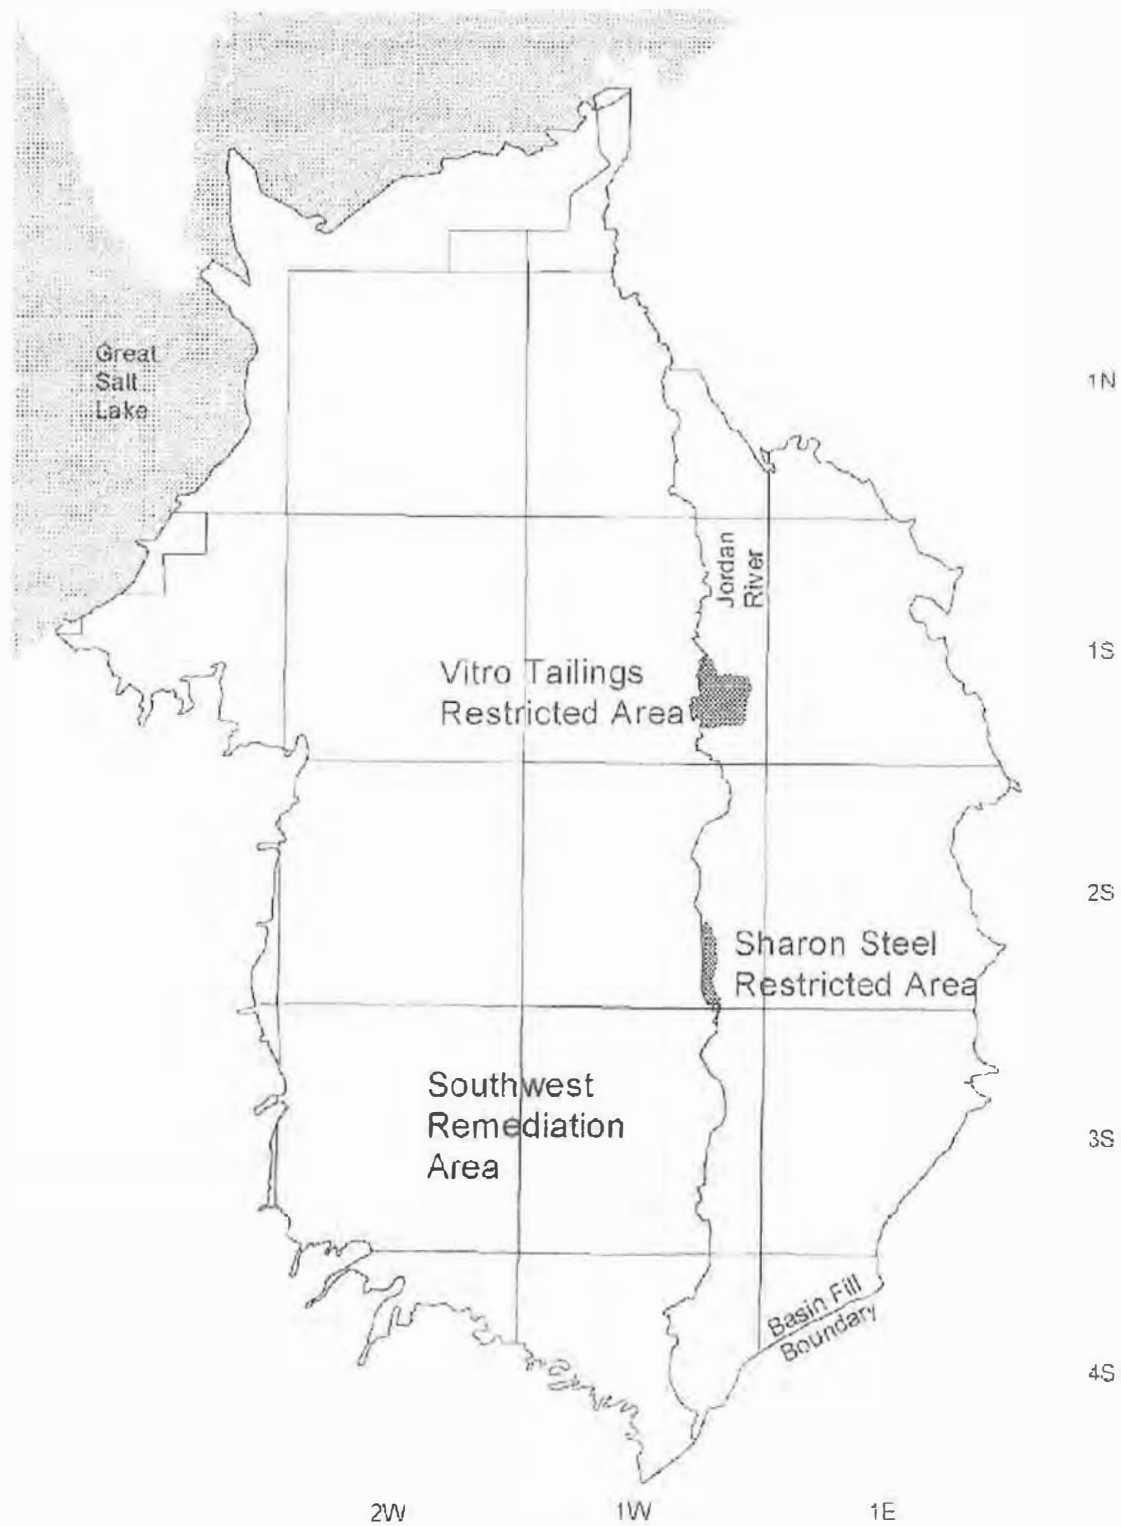 Great
Salt
Lake
1N
Jordan
River
1S
Vitro Tailings
Restricted Area
2S
Sharon Steel
Restricted Area
Southwest
Remediation
Area
3S
Basin Fill
Boundary
4S
2W
1W
1E